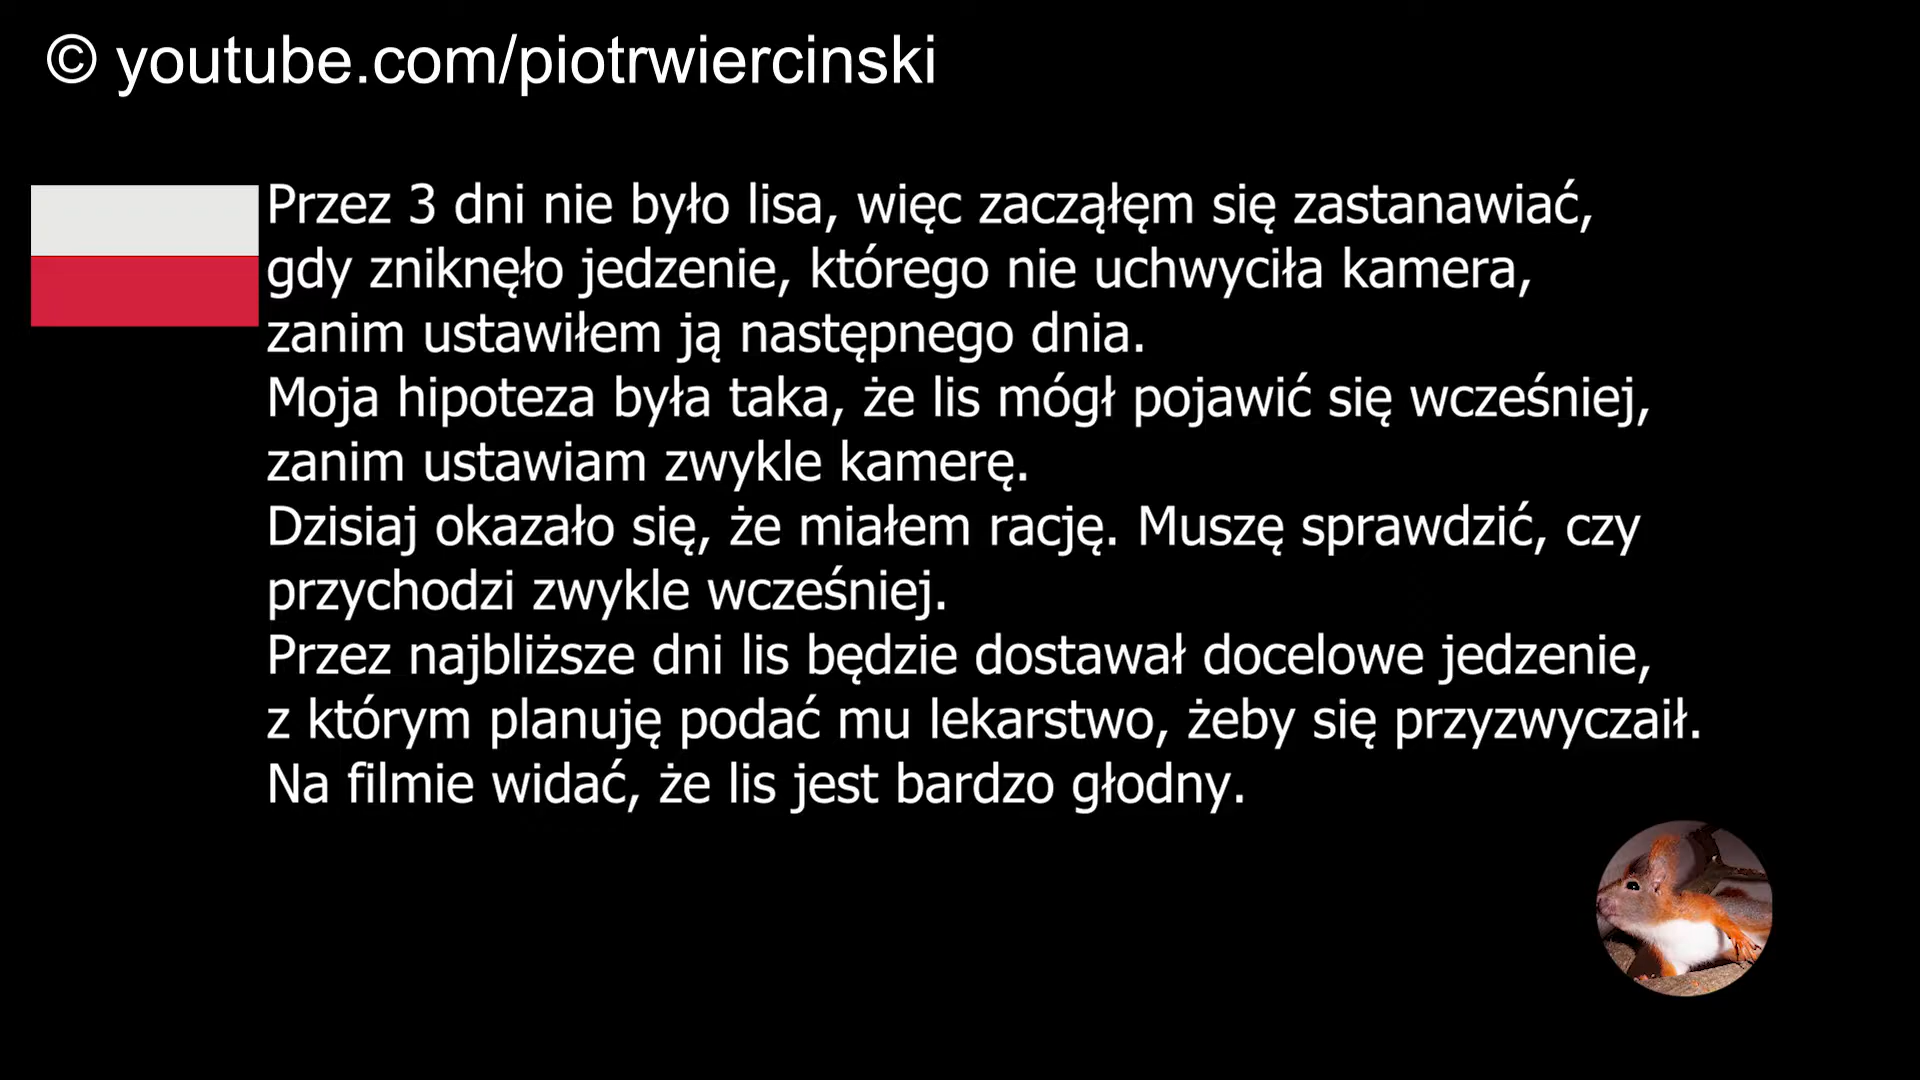 © youtube.com/piotrwiercinski
Przez 3 dni nie było lisa, więc zacząłęm się zastanawiać,
gdy zniknęło jedzenie, którego nie uchwyciła kamera,
zanim ustawiłem ją następnego dnia.
Moja hipoteza była taka, że lis mógł pojawić się wcześniej,
zanim ustawiam zwykle kamerę.
Dzisiaj okazało się, że miałem rację. Muszę sprawdzić, czy
przychodzi zwykle wcześniej.
Przez najbliższe dni lis będzie dostawał docelowe jedzenie,
z którym planuję podać mu lekarstwo, żeby się przyzwyczaił.
Na filmie widać, że lis jest bardzo głodny.